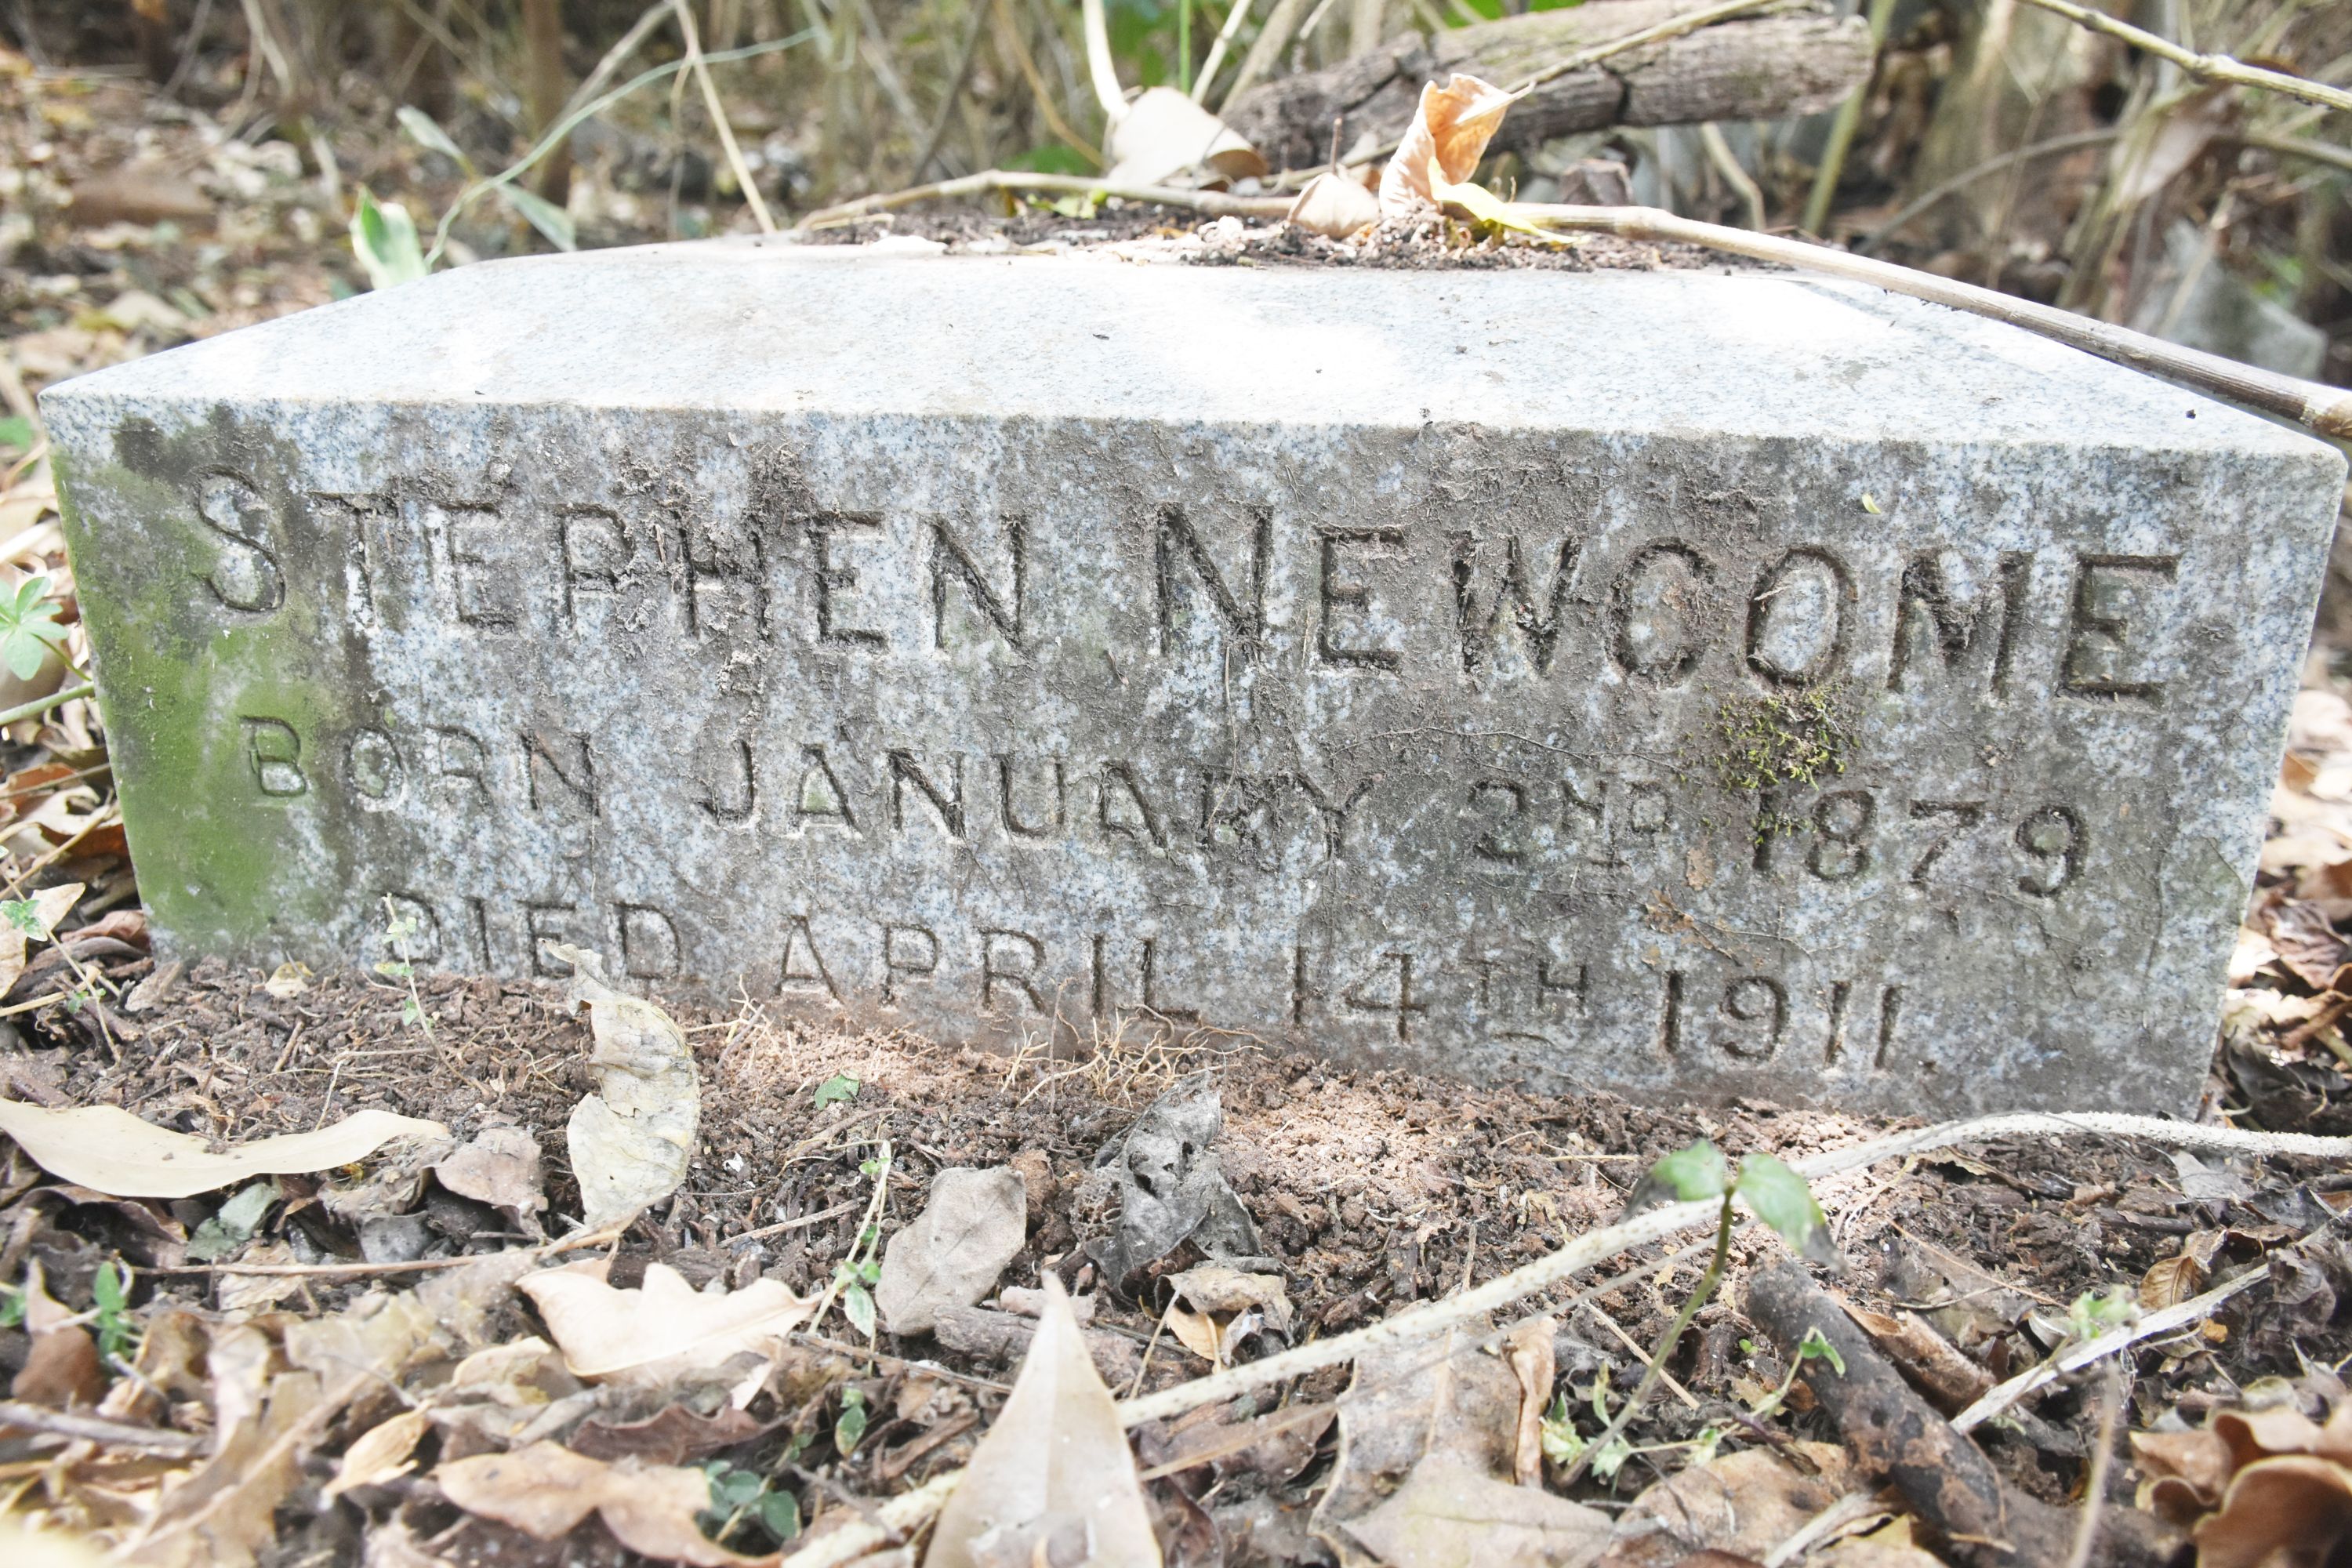 STEPHEN NEWCOME
BORN JANUARY 2ND 1879
DIED APRIL 14TH 1911.